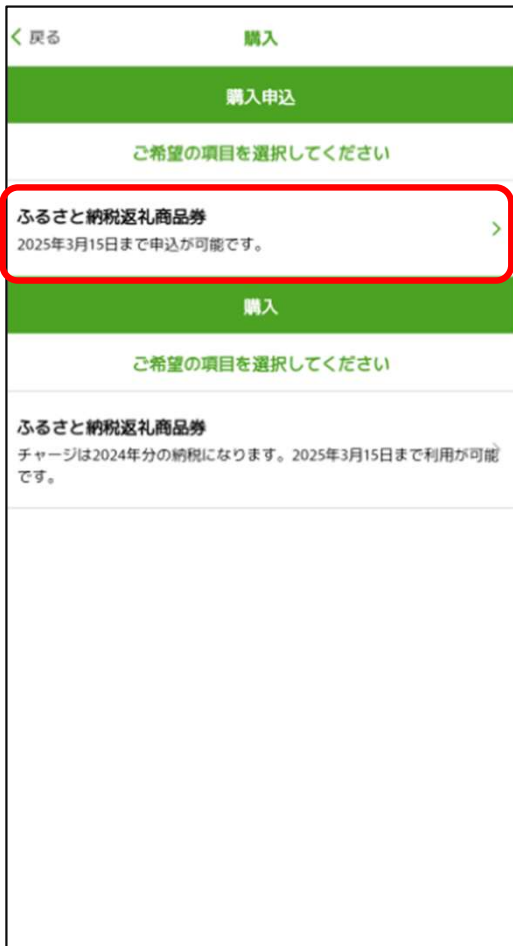 戻る
購入
購入申込
ご希望の項目を選択してください
ふるさと納税返礼商品券
2025年3月15日まで申込が可能です。
購入
ご希望の項目を選択してください
ふるさと納税返礼商品券
チャージは2024年分の納税になります。2025年3月15日まで利用が可能
です。